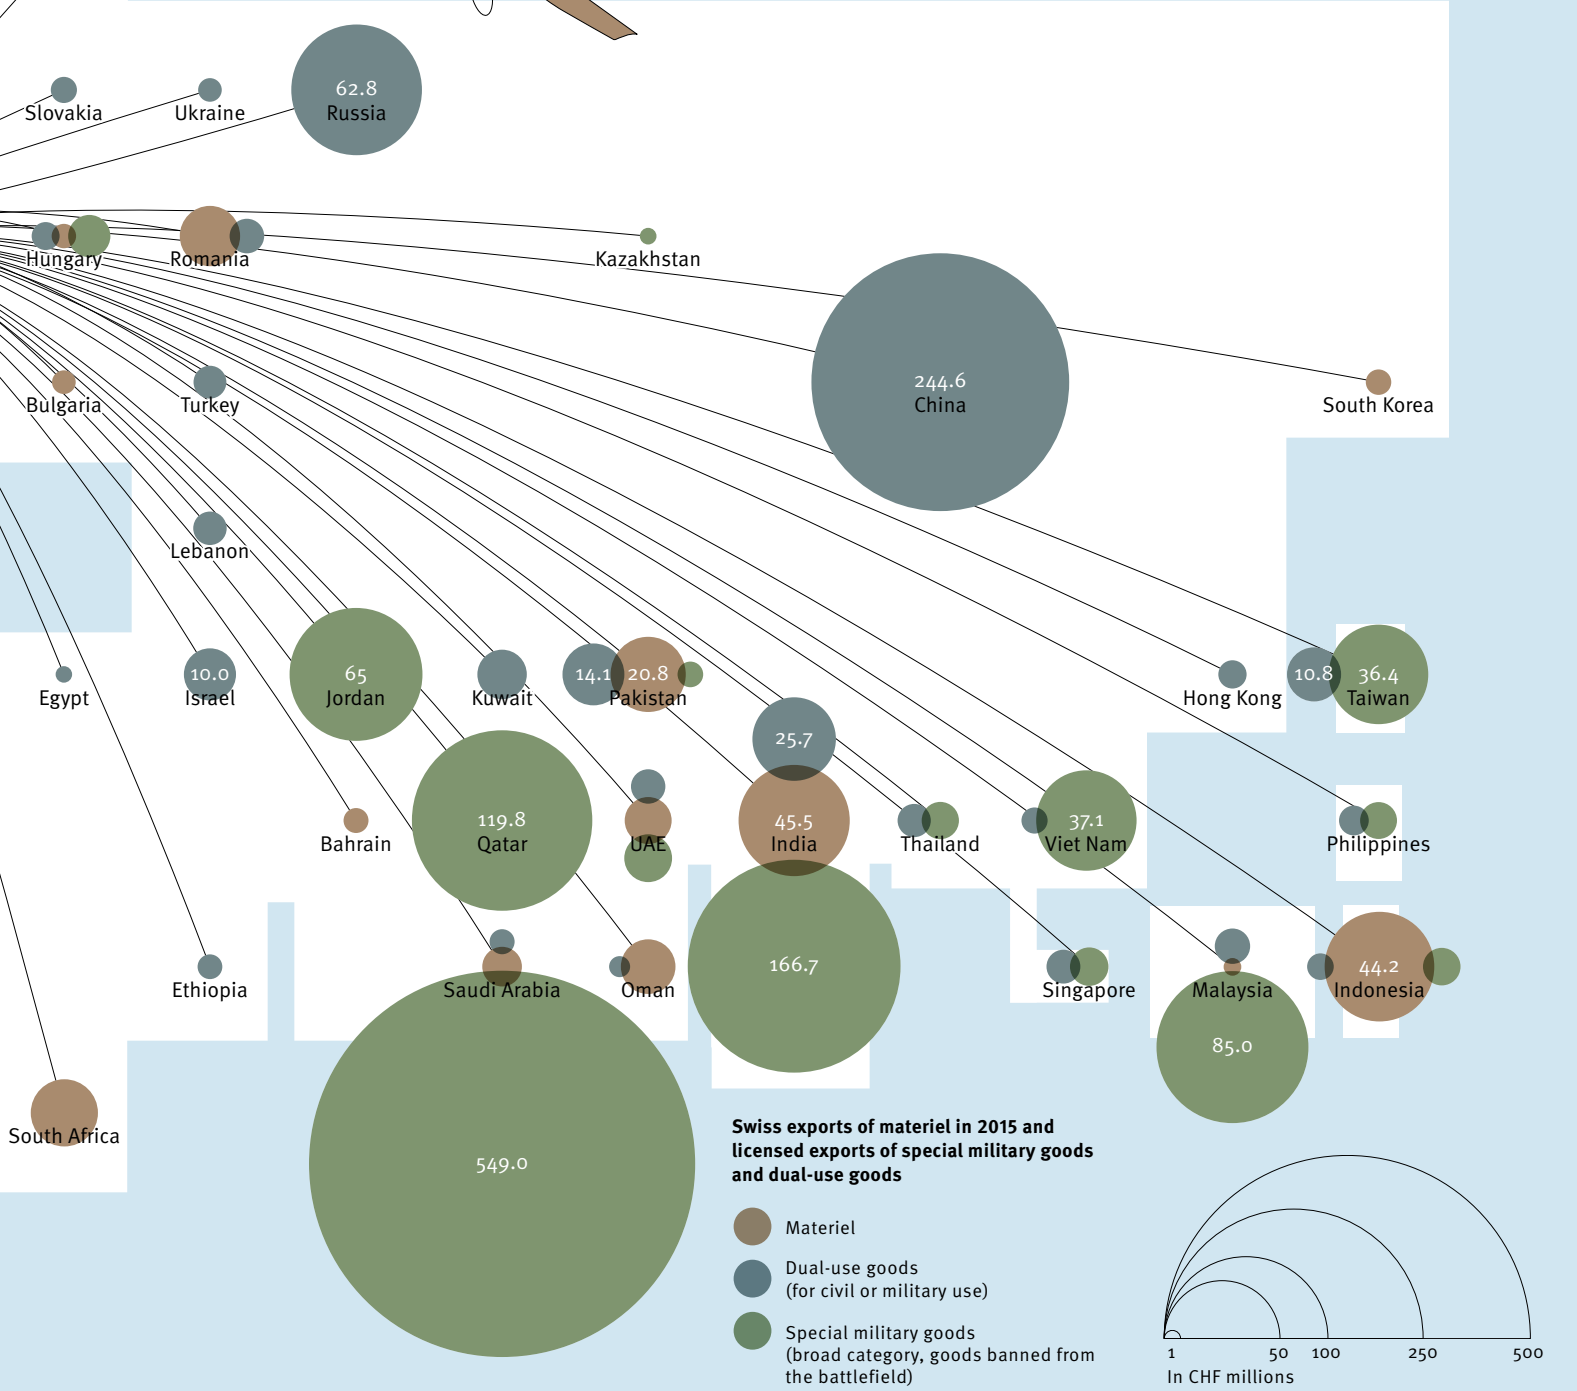 62.8
Slovakia
Ukraine
Russia
Hungary
Romania
Kazakhstan
244.6
China
Bulgaria
Turkey
South Korea
Lebanon
10.0
65
14.1
20.8
10.8
36.4
Egypt
Israel
Jordan
Kuwait
Pakistan
Hong Kong
Taiwan
25.7
119.8
45.5
37.1
Bahrain
Qatar
UAE
India
Thailand
Viet Nam
Philippines
166.7
44.2
Ethiopia
Saudi Arabia
Oman
Singapore
Malaysia
Indonesia
85.0
South Africa
549.0
Swiss exports of materiel in 2015 and
licensed exports of special military goods
and dual-use goods
Materiel
Dual-use goods
(for civil or military use)
Special military goods
(broad category, goods banned from
the battlefield)
1 50 100 250 500
In CHF millions